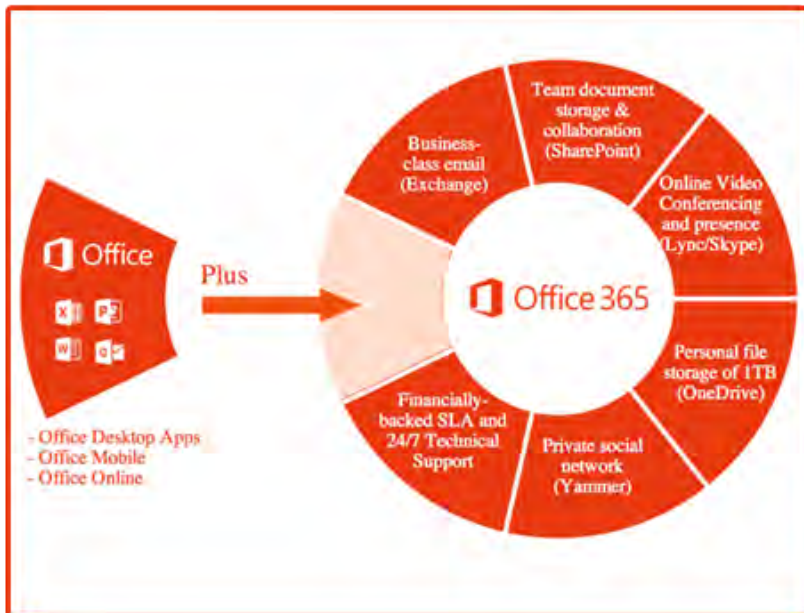 Office
X
P
W
O
- Office Desktop Apps
- Office Mobile
- Office Online
Plus
Business-
class email
(Exchange)
Team document
storage &
collaboration
(SharePoint)
Online Video
Conferencing
and presence
(Lync/Skype)
Personal file
storage of 1TB
(OneDrive)
Private social
network
(Yammer)
Financially-
backed SLA and
24/7 Technical
Support
Office 365